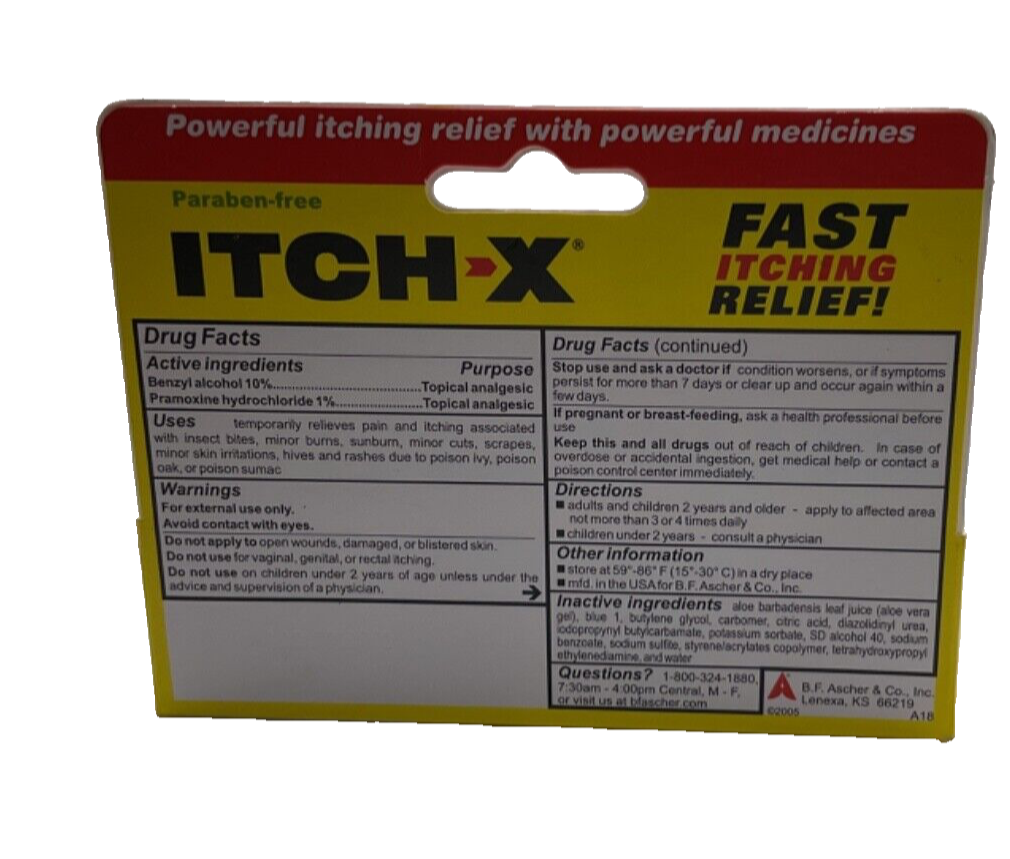 Powerful itching relief with powerful medicines
Paraben-free
ITCH-X®
FAST
ITCHING
RELIEF!
Drug Facts
Active ingredients Purpose
Benzyl alcohol 10%..................................Topical analgesic
Pramoxine hydrochloride 1%....................Topical analgesic
Uses temporarily relieves pain and itching associated
with insect bites, minor burns, sunburn, minor cuts, scrapes,
minor skin irritations, hives and rashes due to poison ivy, poison
oak, or poison sumac
Warnings
For external use only.
Avoid contact with eyes.
Do not apply to open wounds, damaged, or blistered skin.
Do not use for vaginal, genital, or rectal itching.
Do not use on children under 2 years of age unless under the
advice and supervision of a physician.
Drug Facts (continued)
Stop use and ask a doctor if condition worsens, or if symptoms
persist for more than 7 days or clear up and occur again within a
few days.
If pregnant or breast-feeding, ask a health professional before
use
Keep this and all drugs out of reach of children. In case of
overdose or accidental ingestion, get medical help or contact a
poison control center immediately.
Directions
■ adults and children 2 years and older - apply to affected area
not more than 3 or 4 times daily
■ children under 2 years - consult a physician
Other information
■ store at 59°-86° F (15°-30° C) in a dry place
■ mfd. in the USA for B.F. Ascher & Co., Inc.
Inactive ingredients aloe barbadensis leaf juice (aloe vera
gel), blue 1, butylene glycol, carbomer, citric acid, diazolidinyl urea,
iodopropynyl butylcarbamate, potassium sorbate, SD alcohol 40, sodium
benzoate, sodium sulfite, styrene/acrylates copolymer, tetrahydroxypropyl
ethylenediamine, and water
Questions? 1-800-324-1880,
7:30am - 4:00pm Central, M - F,
or visit us at bfascher.com
B.F. Ascher & Co., Inc.
Lenexa, KS 66219
©2005 A18